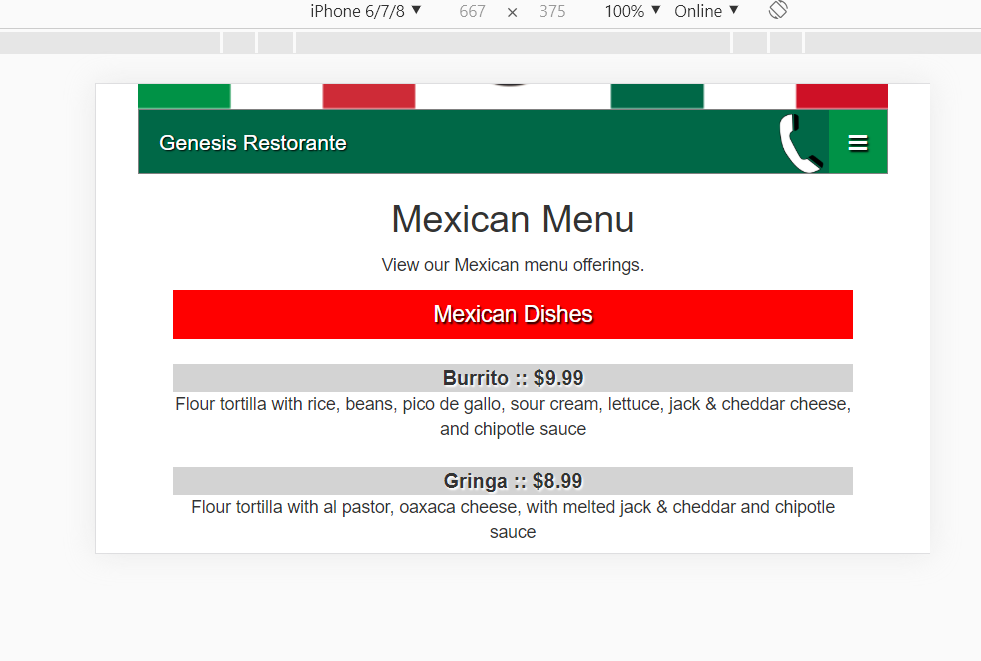 iPhone 6/7/8 667 × 375 100% Online
Genesis Restorante
Mexican Menu
View our Mexican menu offerings.
Mexican Dishes
Burrito :: $9.99
Flour tortilla with rice, beans, pico de gallo, sour cream, lettuce, jack & cheddar cheese,
and chipotle sauce
Gringa :: $8.99
Flour tortilla with al pastor, oaxaca cheese, with melted jack & cheddar and chipotle
sauce